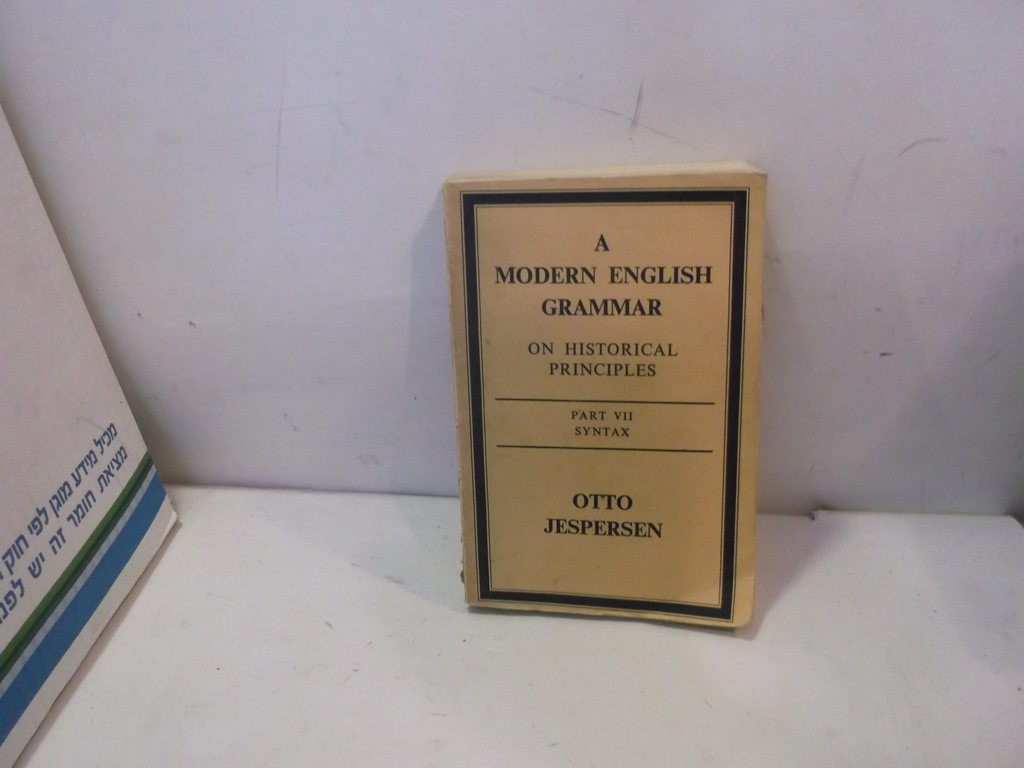 A
MODERN ENGLISH
GRAMMAR
ON HISTORICAL
PRINCIPLES
PART VII
SYNTAX
OTTO
JESPERSEN
מכיל מידע מוגן לפי חוק
מציאת חומר זה יש